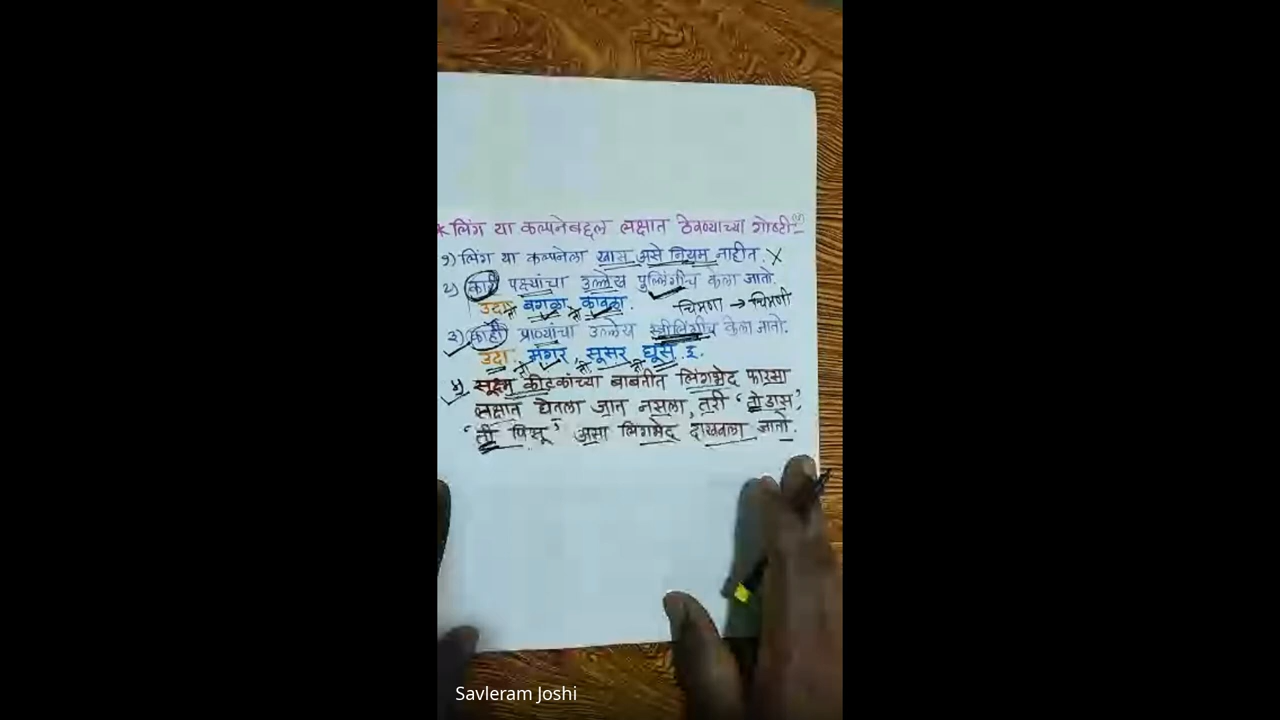 * लिंग या कल्पनेबद्दल लक्षात ठेवण्याच्या गोष्टी -
१) लिंग या कल्पनेला खास असे नियम नाहीत. X
२) काही पक्ष्यांचा उल्लेख पुल्लिंगीच केला जातो.
उदा. तो बगळा, तो कावळा. चिमणा → चिमणी
३) काही प्राण्यांचा उल्लेख स्त्रीलिंगीच केला जातो.
उदा. ती मगर, ती सूसर, ती घूस इ.
४) सूक्ष्म कीटकांच्या बाबतीत लिंगभेद फारसा
लक्षात घेतला जात नसला, तरी 'तो डास',
'ती पिसू' असा लिंगभेद दाखवला जातो.
Savleram Joshi